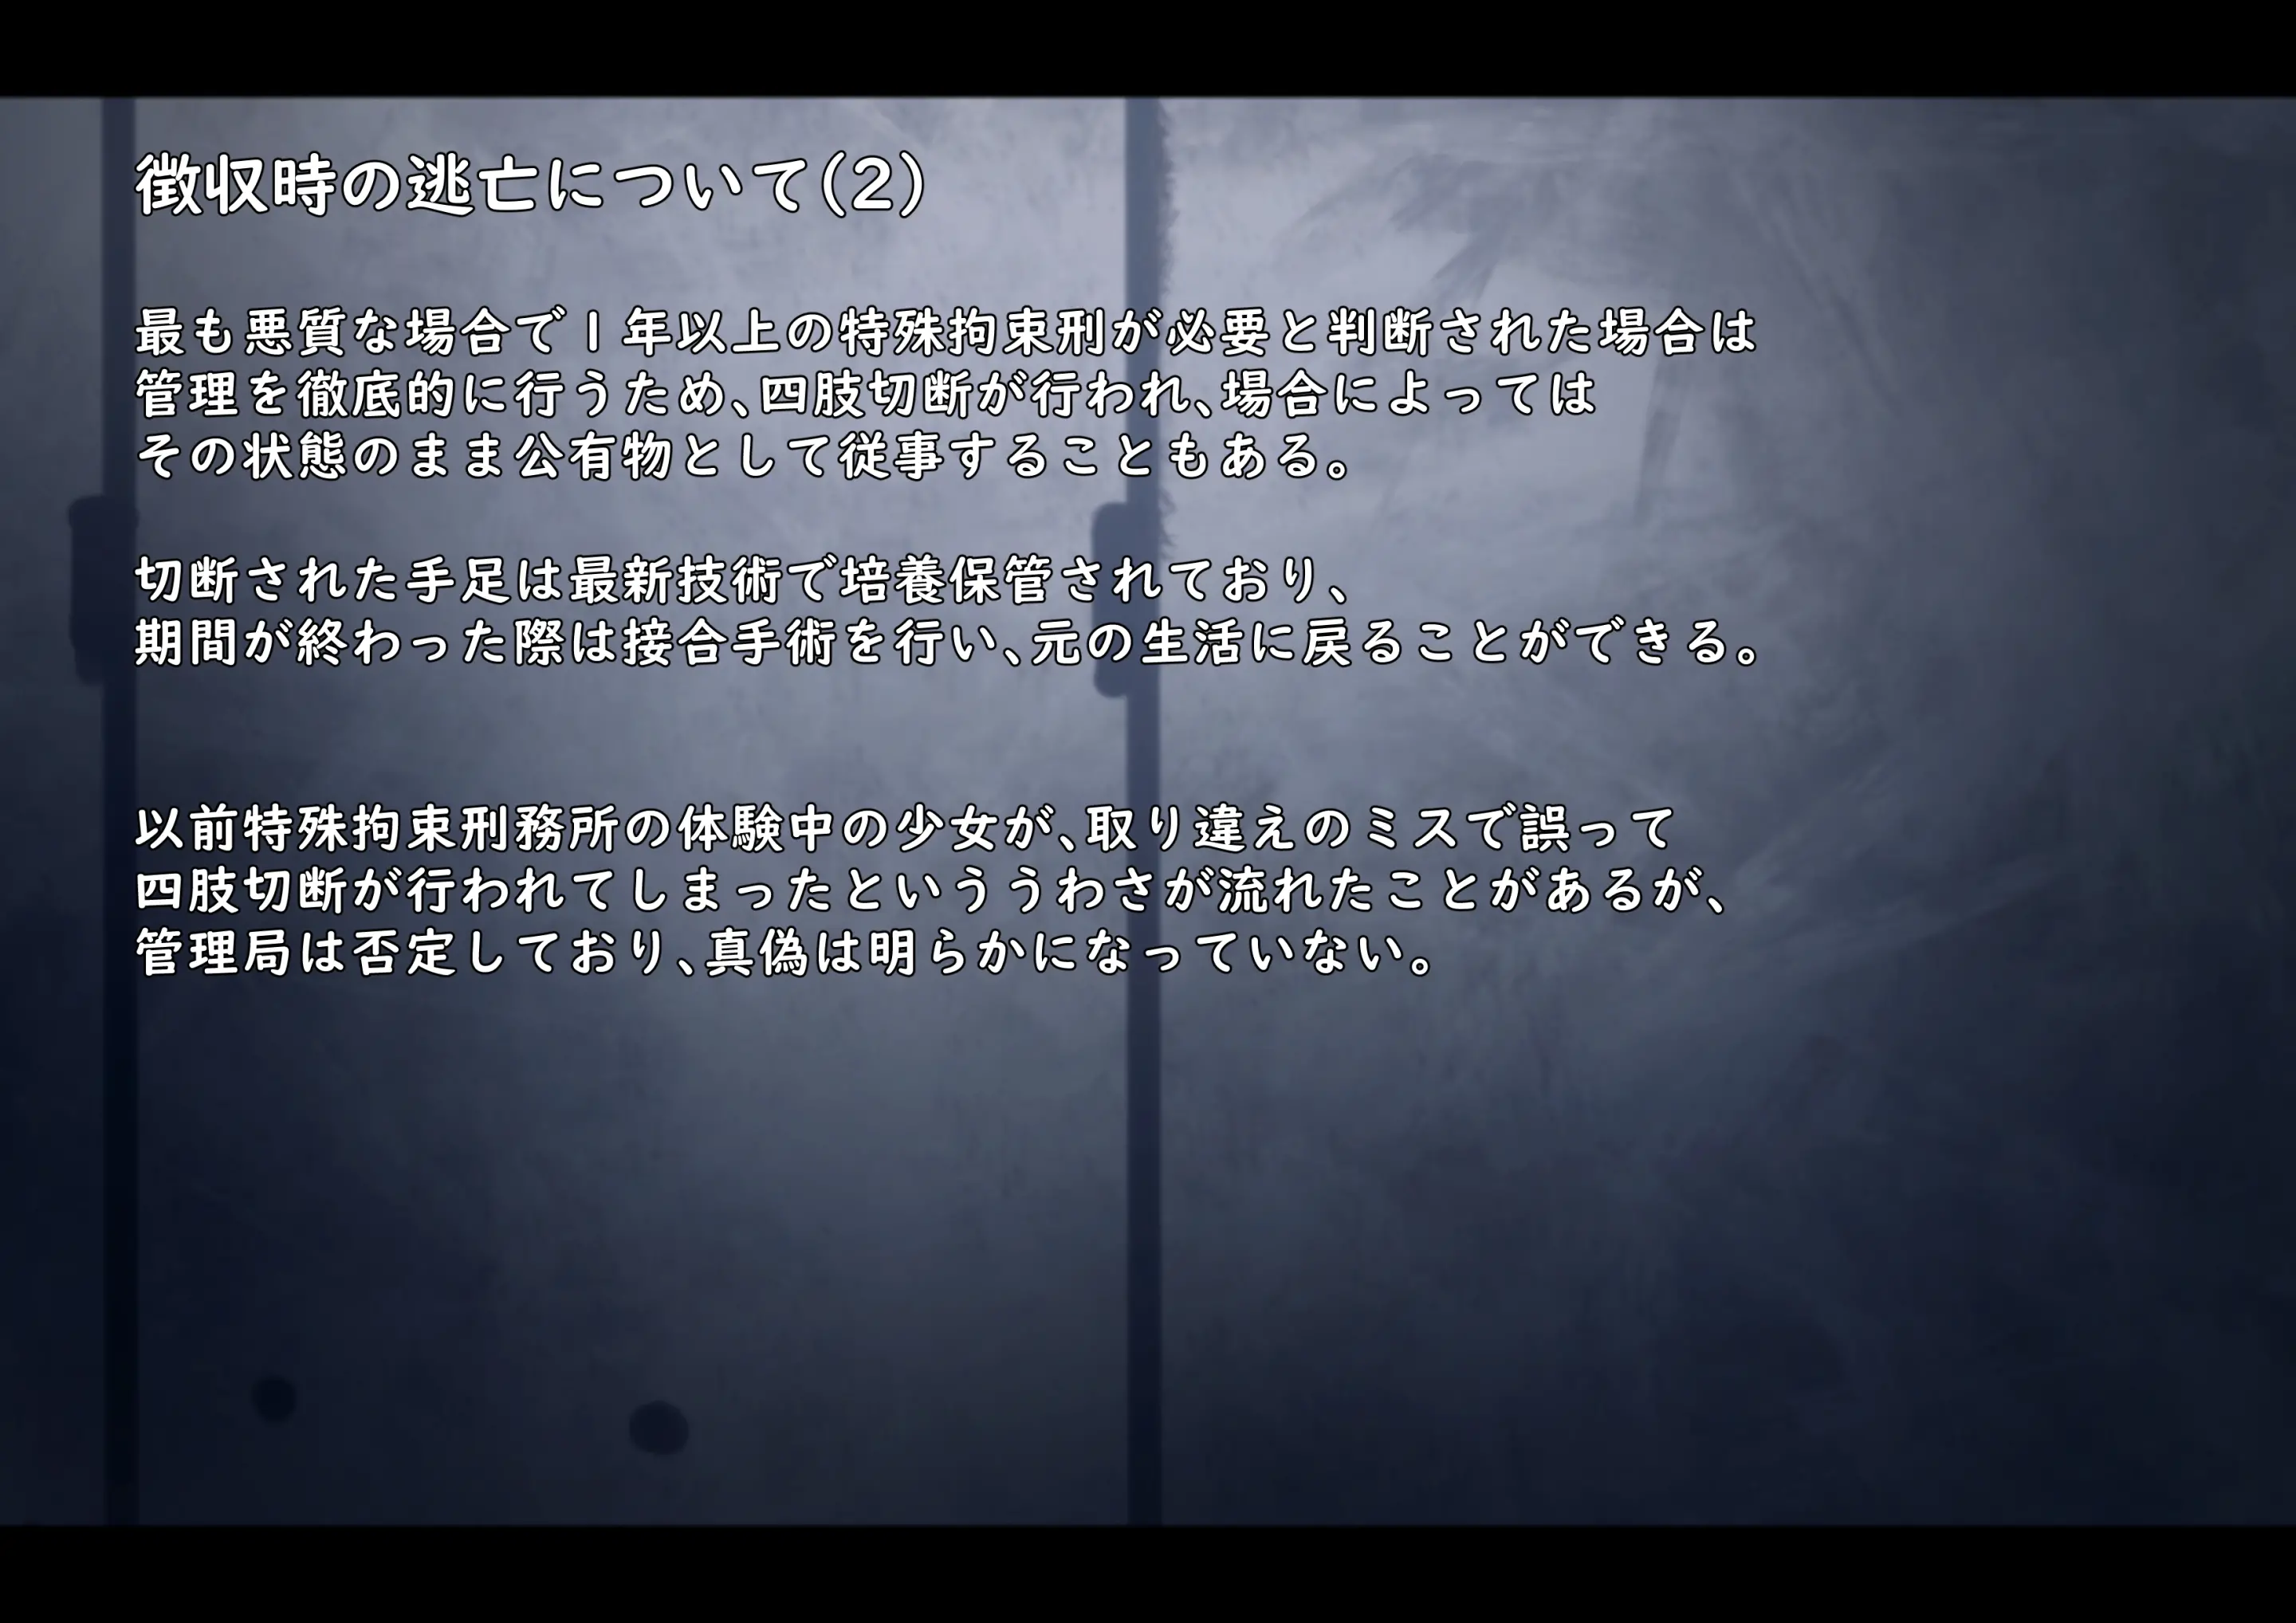 徴収時の逃亡について(2)
最も悪質な場合で1年以上の特殊拘束刑が必要と判断された場合は
管理を徹底的に行うため、四肢切断が行われ、場合によっては
その状態のまま公有物として従事することもある。
切断された手足は最新技術で培養保管されており、
期間が終わった際は接合手術を行い、元の生活に戻ることができる。
以前特殊拘束刑務所の体験中の少女が、取り違えのミスで誤って
四肢切断が行われてしまったといううわさが流れたことがあるが、
管理局は否定しており、真偽は明らかになっていない。